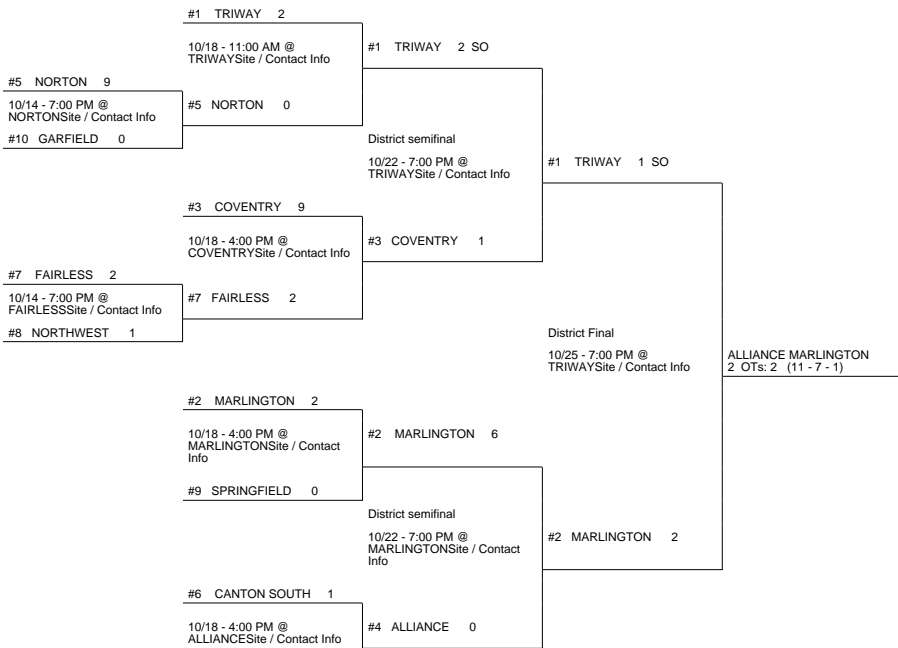 #1 TRIWAY 2
10/18 - 11:00 AM @
TRIWAYSite / Contact Info
#1 TRIWAY 2 SO
#5 NORTON 9
10/14 - 7:00 PM @
NORTONSite / Contact Info
#10 GARFIELD 0
#5 NORTON 0
District semifinal
10/22 - 7:00 PM @
TRIWAYSite / Contact Info
#1 TRIWAY 1 SO
#3 COVENTRY 9
10/18 - 4:00 PM @
COVENTRYSite / Contact Info
#3 COVENTRY 1
#7 FAIRLESS 2
10/14 - 7:00 PM @
FAIRLESSSite / Contact Info
#8 NORTHWEST 1
#7 FAIRLESS 2
District Final
10/25 - 7:00 PM @
TRIWAYSite / Contact Info
ALLIANCE MARLINGTON
2 OTs: 2 (11 - 7 - 1)
#2 MARLINGTON 2
10/18 - 4:00 PM @
MARLINGTONSite / Contact
Info
#2 MARLINGTON 6
#9 SPRINGFIELD 0
District semifinal
10/22 - 7:00 PM @
MARLINGTONSite / Contact
Info
#2 MARLINGTON 2
#6 CANTON SOUTH 1
10/18 - 4:00 PM @
ALLIANCESite / Contact Info
#4 ALLIANCE 0